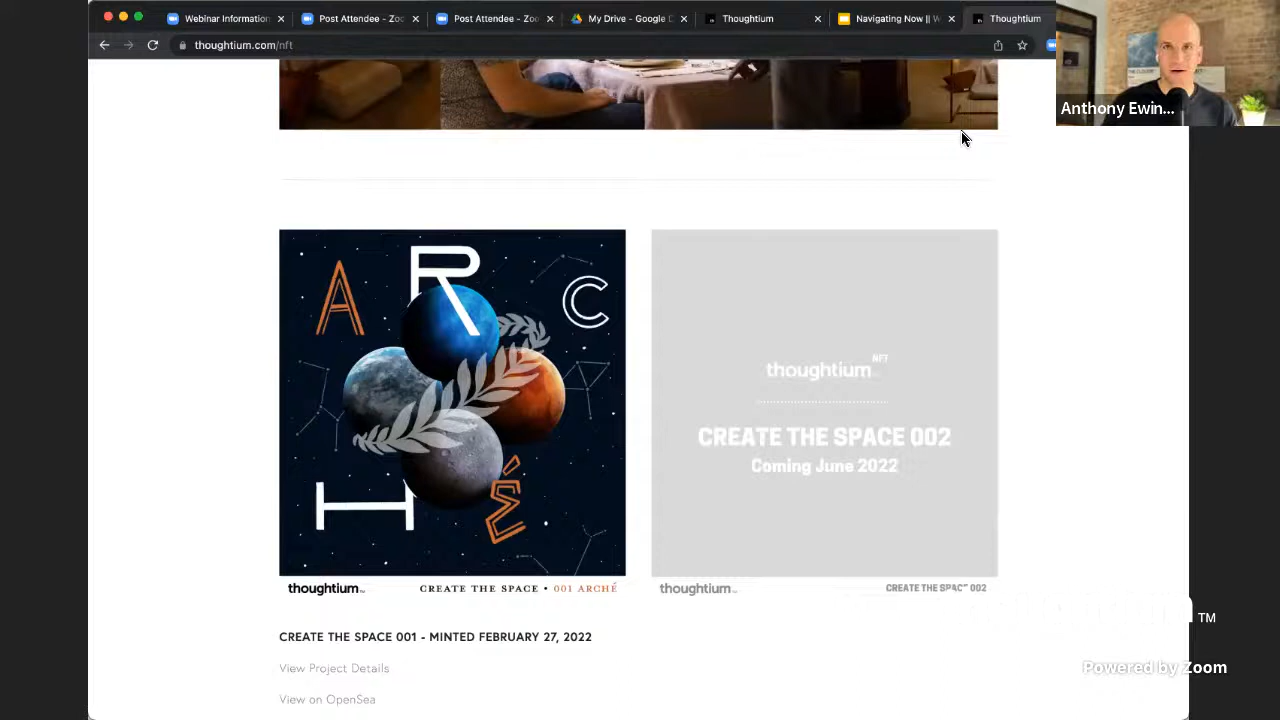 Webinar Information
Post Attendee - Zoo
Post Attendee - Zoo
My Drive - Google D
Thoughtium
Navigating Now || W
Thoughtium
thoughtium.com/nft
Anthony Ewin...
A R C
H É
thoughtium
CREATE THE SPACE • 001 ARCHÉ
thoughtium NFT
CREATE THE SPACE 002
Coming June 2022
thoughtium
CREATE THE SPACE 002
CREATE THE SPACE 001 - MINTED FEBRUARY 27, 2022
View Project Details
View on OpenSea
TM
Powered by Zoom